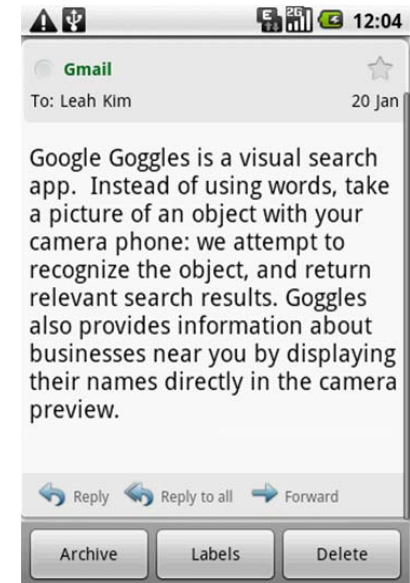 2G 12:04
E
Gmail
To: Leah Kim 20 Jan
Google Goggles is a visual search
app. Instead of using words, take
a picture of an object with your
camera phone: we attempt to
recognize the object, and return
relevant search results. Goggles
also provides information about
businesses near you by displaying
their names directly in the camera
preview.
Reply Reply to all Forward
Archive Labels Delete